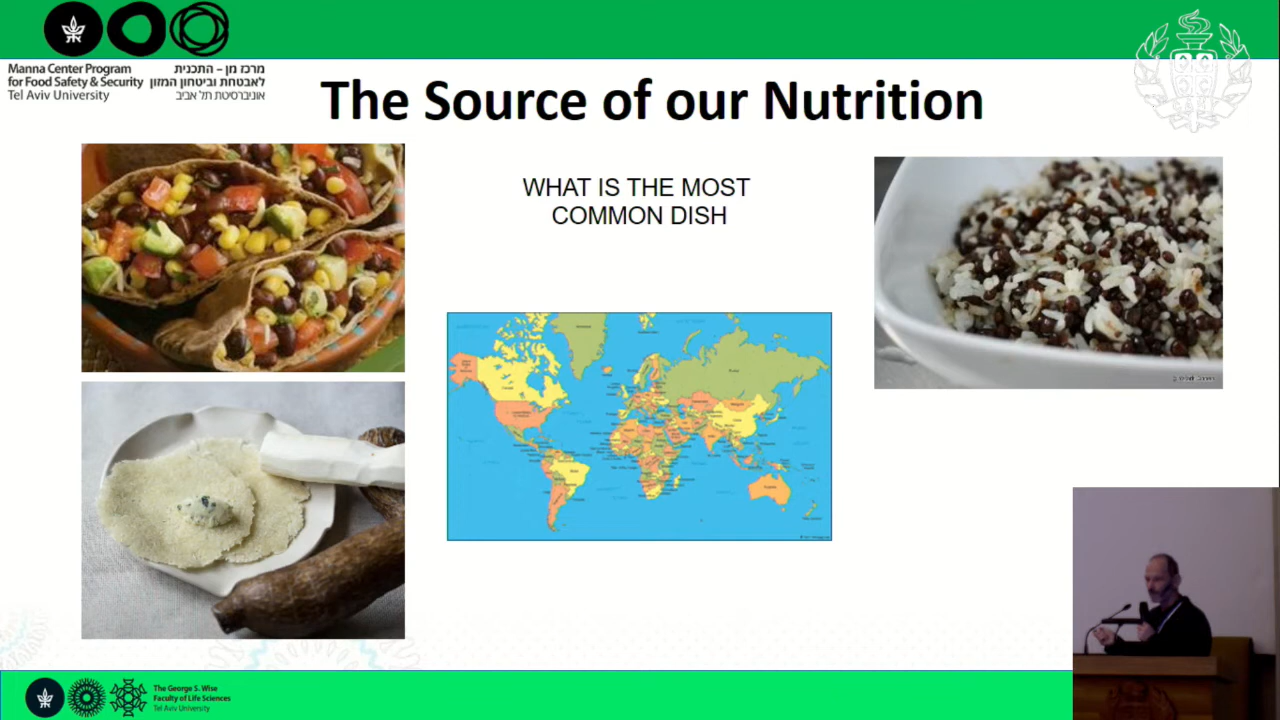 Manna Center Program
for Food Safety & Security
Tel Aviv University
מרכז מן – התכנית
לאבטחת וביטחון המזון
אוניברסיטת תל אביב
The Source of our Nutrition
WHAT IS THE MOST
COMMON DISH
The George S. Wise
Faculty of Life Sciences
Tel Aviv University